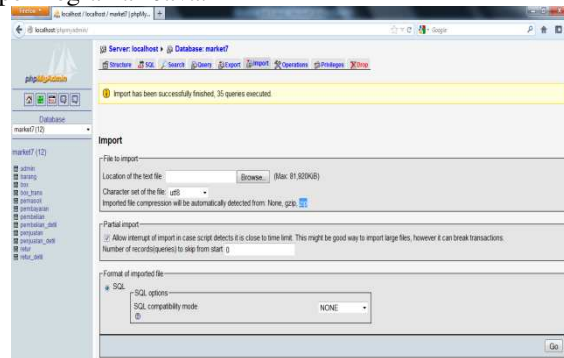 Firefox
localhost / localhost / market7 | phpMy...
localhost/phpmyadmin/
Google
phpMyAdmin
Database
market7 (12)
market7 (12)
admin
barang
box
box_trans
pemasok
pembayaran
pembelian
pembelian_detil
penjualan
penjualan_detil
retur
retur_detil
Server: localhost ▸ Database: market7
Structure SQL Search Query Export Import Operations Privileges Drop
Import has been successfully finished, 35 queries executed.
Import
File to import
Location of the text file Browse... (Max: 81,920KiB)
Character set of the file: utf8
Imported file compression will be automatically detected from: None, gzip, zip
Partial import
Allow interrupt of import in case script detects it is close to time limit. This might be good way to import large files, however it can break transactions.
Number of records(queries) to skip from start 0
Format of imported file
SQL
SQL options
SQL compatibility mode NONE
Go